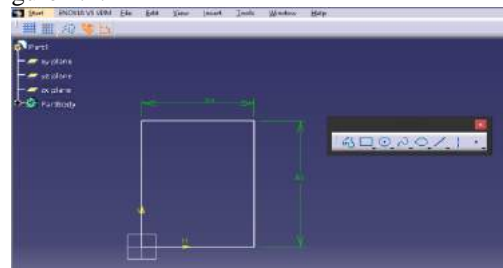 Start ENOVIA V5 VPM File Edit View Insert Tools Window Help
Part1
xy plane
yz plane
zx plane
PartBody
H